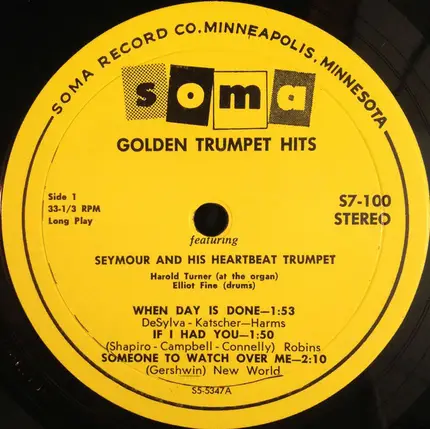 SOMA RECORD CO. MINNEAPOLIS, MINNESOTA
soma
GOLDEN TRUMPET HITS
Side 1
33-1/3 RPM
Long Play
S7-100
STEREO
featuring
SEYMOUR AND HIS HEARTBEAT TRUMPET
Harold Turner (at the organ)
Elliot Fine (drums)
WHEN DAY IS DONE—1:53
DeSylva - Katscher—Harms
IF I HAD YOU—1:50
(Shapiro - Campbell - Connelly) Robins
SOMEONE TO WATCH OVER ME—2:10
(Gershwin) New World
S5-5347A